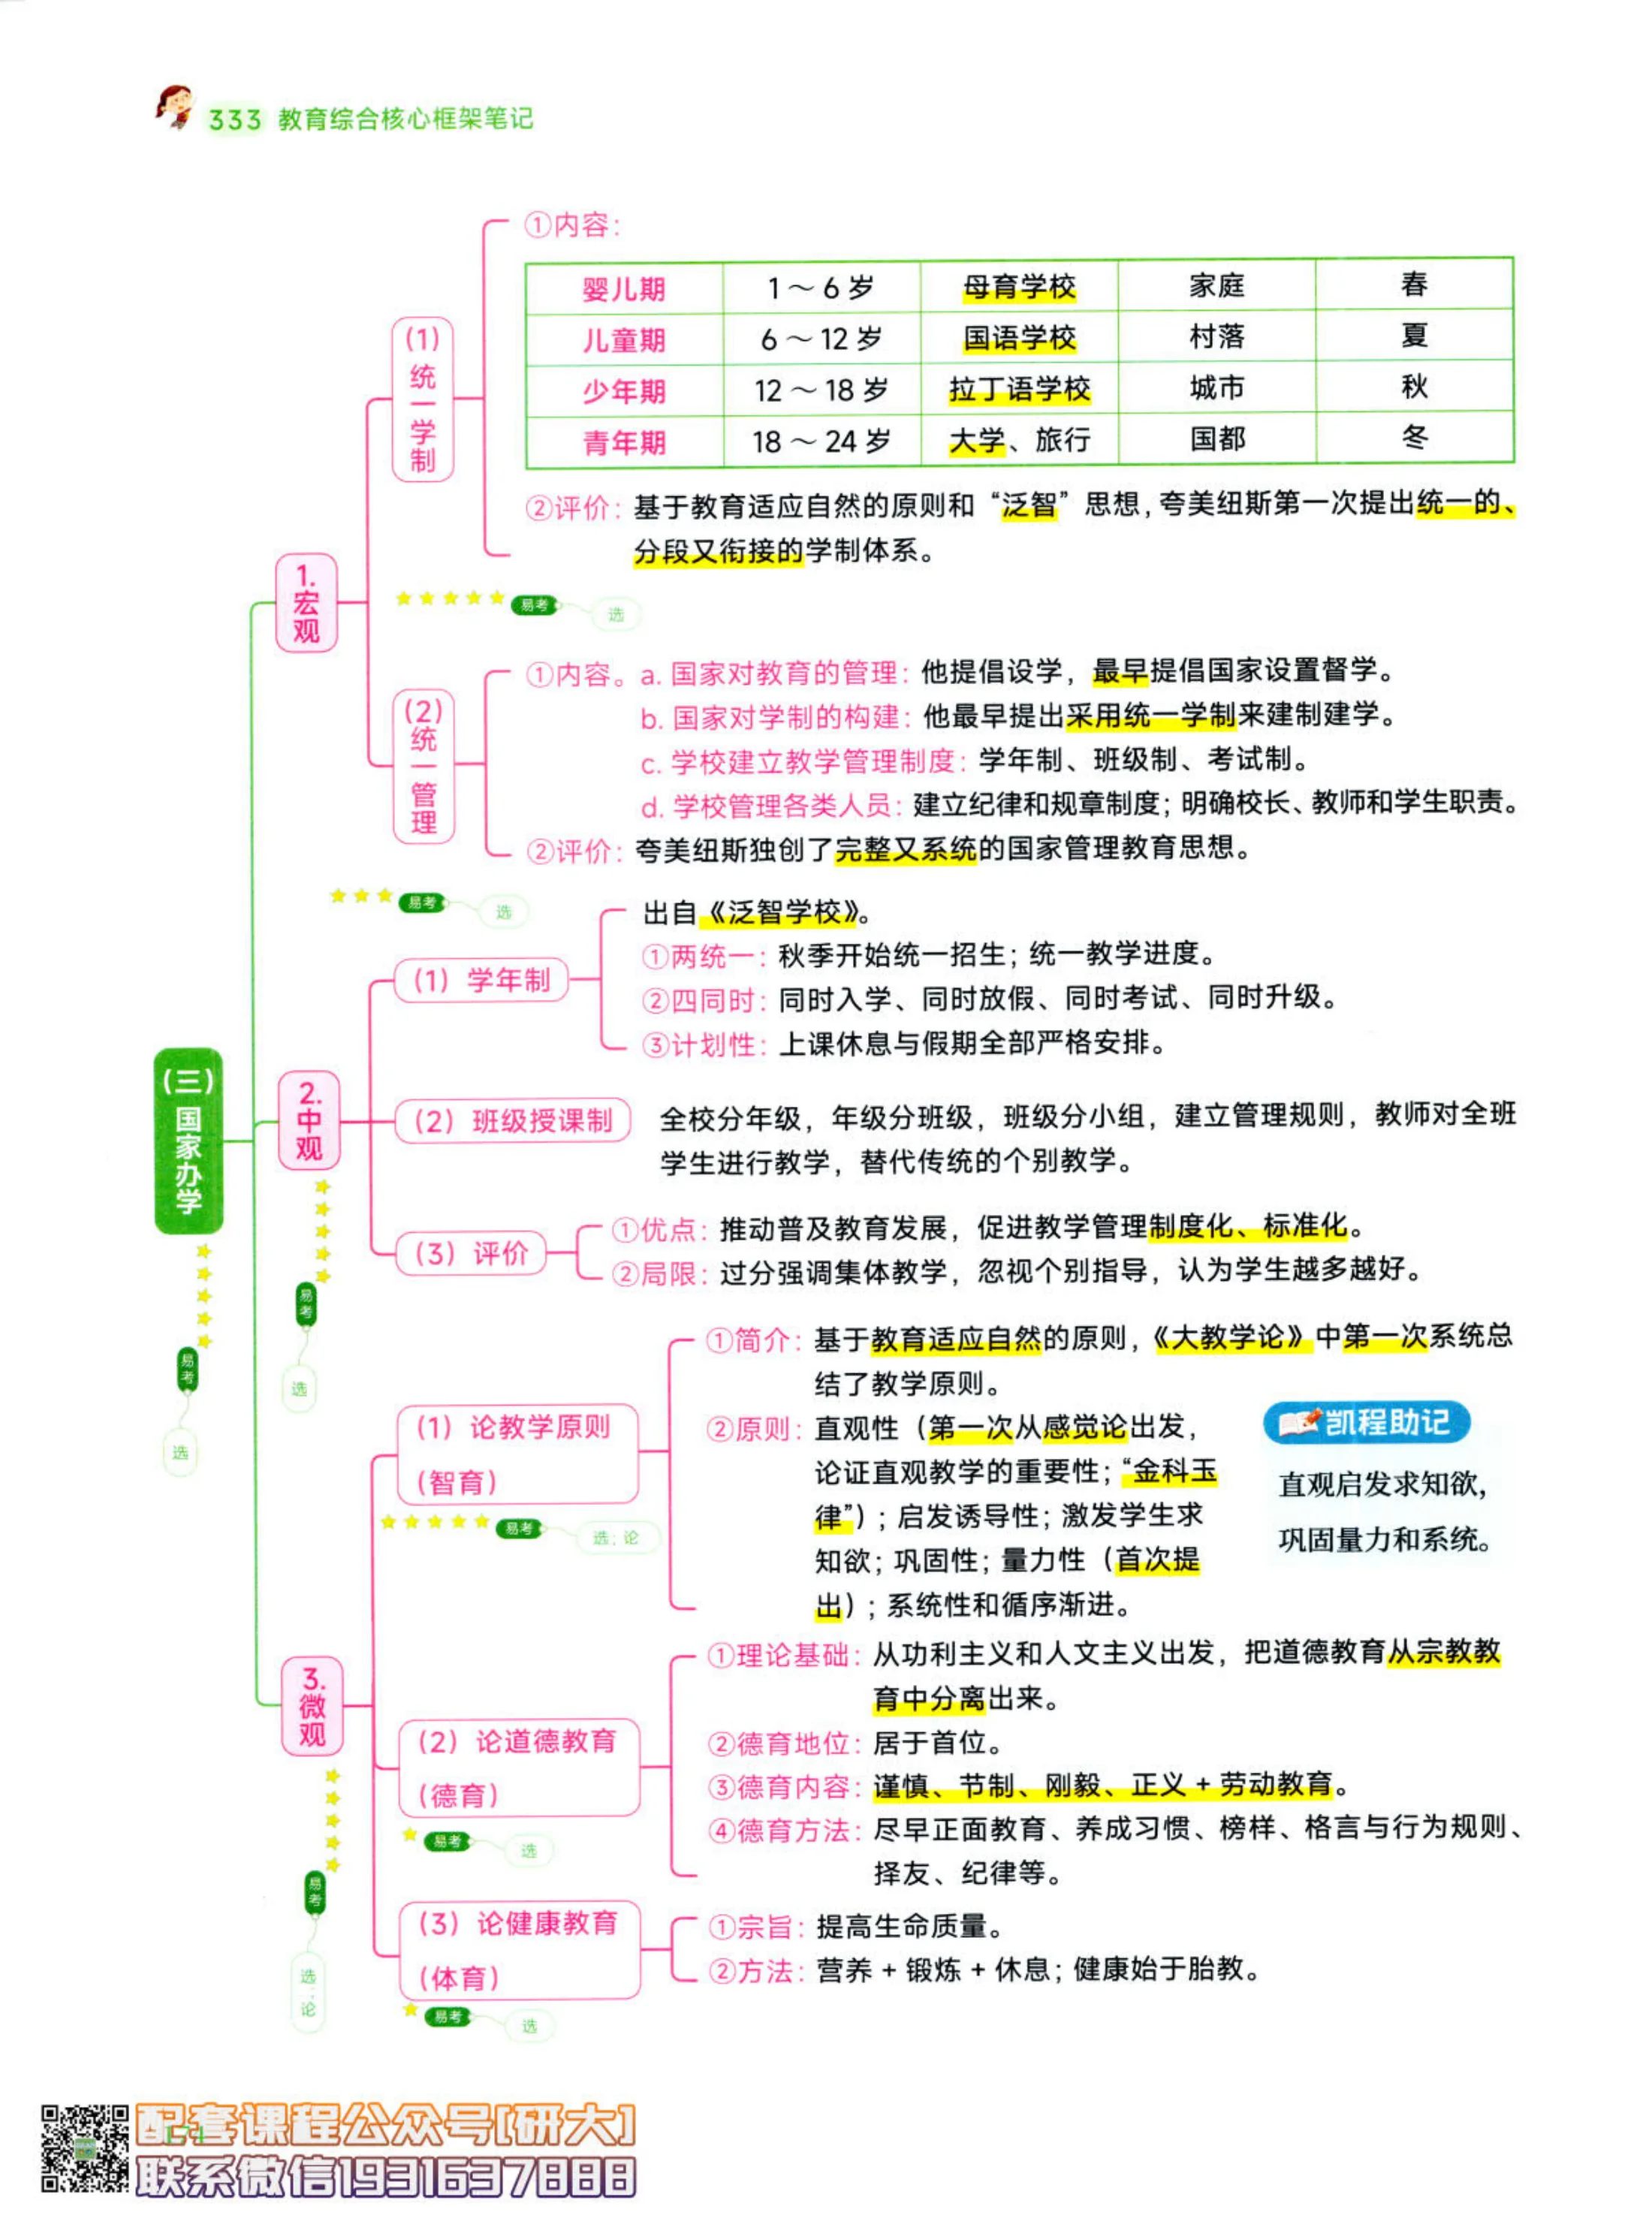 333 教育综合核心框架笔记
(三)国家办学
易考
选
1.宏观
(1)统一学制
①内容：
婴儿期 1～6岁 母育学校 家庭 春
儿童期 6～12岁 国语学校 村落 夏
少年期 12～18岁 拉丁语学校 城市 秋
青年期 18～24岁 大学、旅行 国都 冬
②评价：基于教育适应自然的原则和“泛智”思想，夸美纽斯第一次提出统一的、
分段又衔接的学制体系。
易考
选
(2)统一管理
①内容。a. 国家对教育的管理：他提倡设学，最早提倡国家设置督学。
b. 国家对学制的构建：他最早提出采用统一学制来建制建学。
c. 学校建立教学管理制度：学年制、班级制、考试制。
d. 学校管理各类人员：建立纪律和规章制度；明确校长、教师和学生职责。
②评价：夸美纽斯独创了完整又系统的国家管理教育思想。
易考
选
2.中观
易考
选
(1) 学年制
出自《泛智学校》。
①两统一：秋季开始统一招生；统一教学进度。
②四同时：同时入学、同时放假、同时考试、同时升级。
③计划性：上课休息与假期全部严格安排。
(2) 班级授课制
全校分年级，年级分班级，班级分小组，建立管理规则，教师对全班
学生进行教学，替代传统的个别教学。
(3) 评价
①优点：推动普及教育发展，促进教学管理制度化、标准化。
②局限：过分强调集体教学，忽视个别指导，认为学生越多越好。
3.微观
易考
选；论
(1) 论教学原则
(智育)
易考
选；论
①简介：基于教育适应自然的原则，《大教学论》中第一次系统总
结了教学原则。
②原则：直观性（第一次从感觉论出发，
论证直观教学的重要性；“金科玉
律”）；启发诱导性；激发学生求
知欲；巩固性；量力性（首次提
出）；系统性和循序渐进。
凯程助记
直观启发求知欲，
巩固量力和系统。
(2) 论道德教育
(德育)
易考
选
①理论基础：从功利主义和人文主义出发，把道德教育从宗教教
育中分离出来。
②德育地位：居于首位。
③德育内容：谨慎、节制、刚毅、正义 + 劳动教育。
④德育方法：尽早正面教育、养成习惯、榜样、格言与行为规则、
择友、纪律等。
(3) 论健康教育
(体育)
易考
选
①宗旨：提高生命质量。
②方法：营养 + 锻炼 + 休息；健康始于胎教。
配套课程公众号[研大]
联系微信1931637888